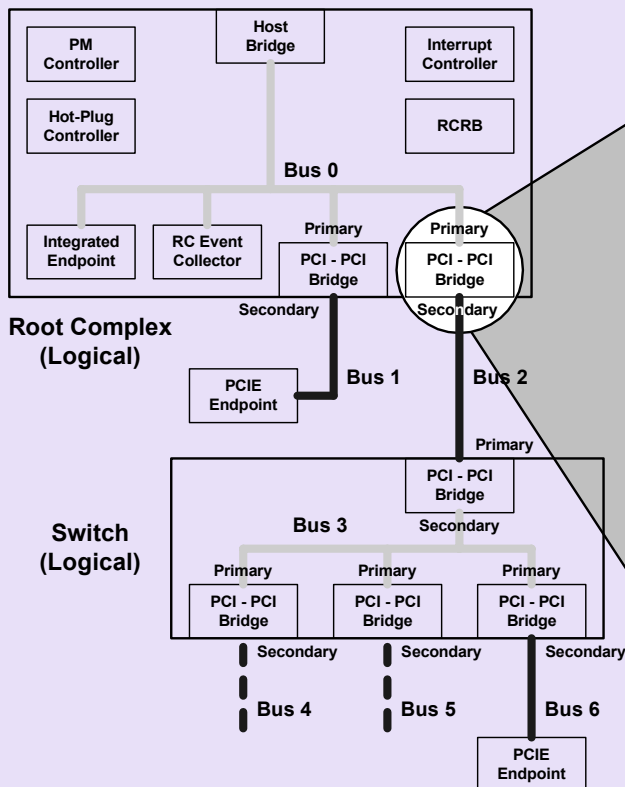 PM
Controller
Host
Bridge
Interrupt
Controller
Hot-Plug
Controller
RCRB
Bus 0
Integrated
Endpoint
RC Event
Collector
Primary
PCI - PCI
Bridge
Secondary
Primary
PCI - PCI
Bridge
Secondary
Root Complex
(Logical)
Bus 1
PCIE
Endpoint
Bus 2
Primary
PCI - PCI
Bridge
Secondary
Switch
(Logical)
Bus 3
Primary
PCI - PCI
Bridge
Secondary
Primary
PCI - PCI
Bridge
Secondary
Primary
PCI - PCI
Bridge
Secondary
Bus 4
Bus 5
Bus 6
PCIE
Endpoint